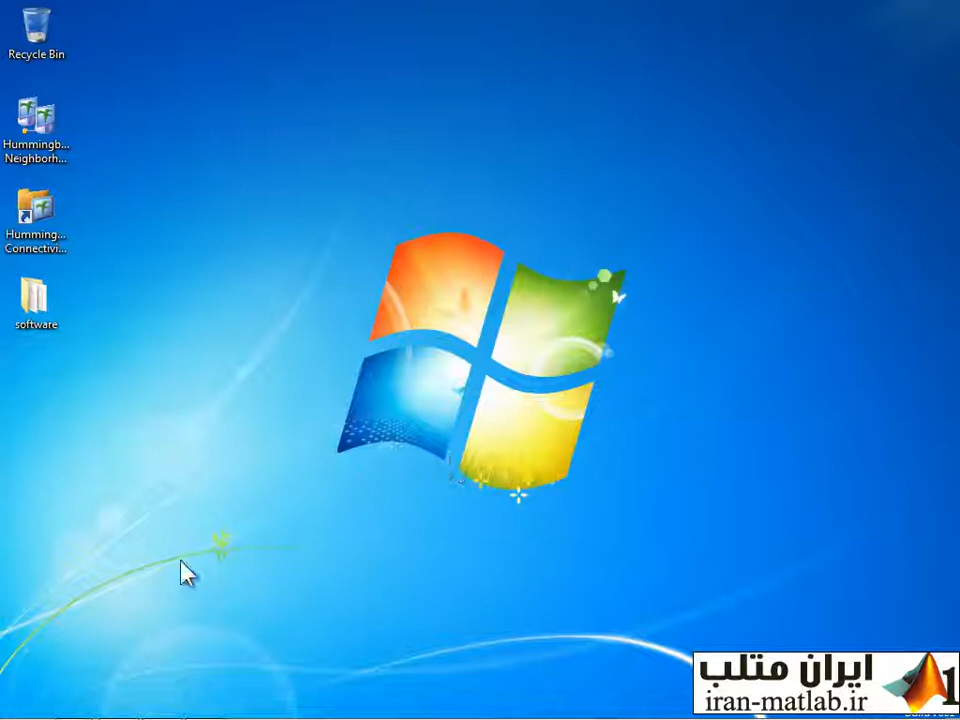 Recycle Bin
Hummingb...
Neighborh...
Humming...
Connectivi...
software
ایران متلب
iran-matlab.ir